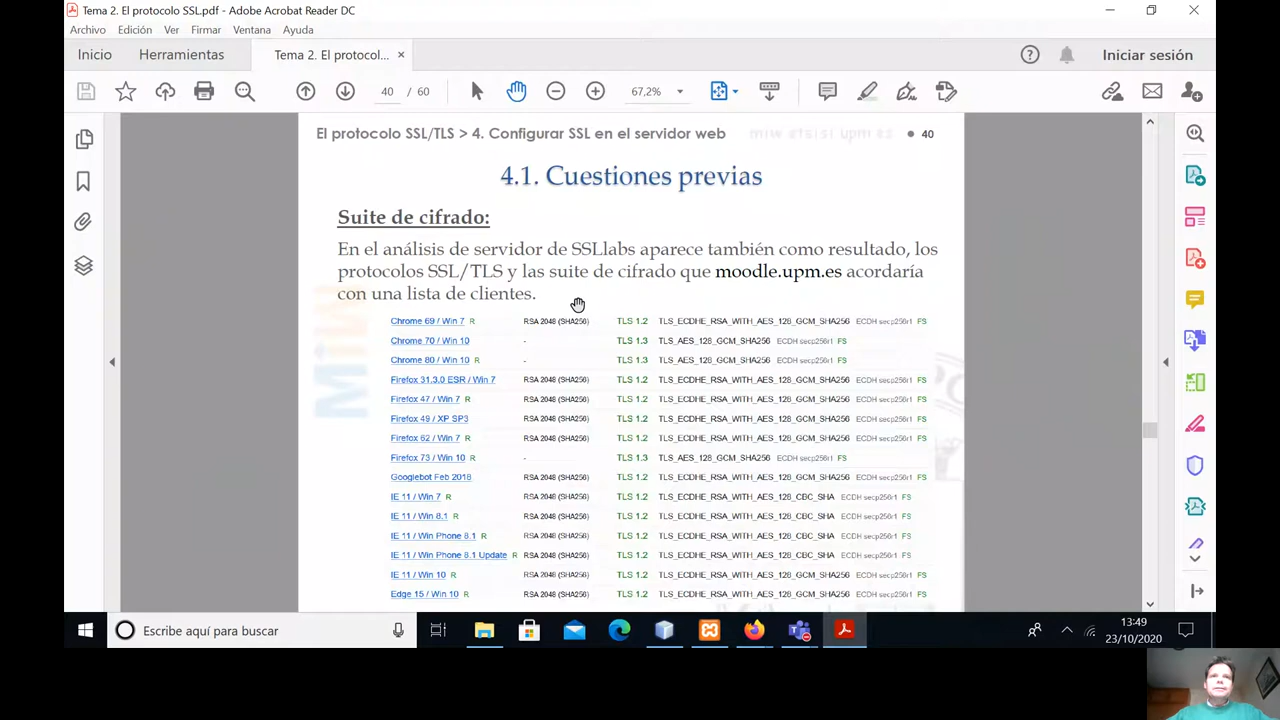 Tema 2. El protocolo SSL.pdf - Adobe Acrobat Reader DC
Archivo Edición Ver Firmar Ventana Ayuda
Inicio Herramientas Tema 2. El protocol... × Iniciar sesión
40 / 60 67,2%
El protocolo SSL/TLS > 4. Configurar SSL en el servidor web miw etsisi upm es • 40
4.1. Cuestiones previas
Suite de cifrado:
En el análisis de servidor de SSLlabs aparece también como resultado, los
protocolos SSL/TLS y las suite de cifrado que moodle.upm.es acordaría
con una lista de clientes.
Chrome 69 / Win 7 R RSA 2048 (SHA256) TLS 1.2 TLS_ECDHE_RSA_WITH_AES_128_GCM_SHA256 ECDH secp256r1 FS
Chrome 70 / Win 10 - TLS 1.3 TLS_AES_128_GCM_SHA256 ECDH secp256r1 FS
Chrome 80 / Win 10 R - TLS 1.3 TLS_AES_128_GCM_SHA256 ECDH secp256r1 FS
Firefox 31.3.0 ESR / Win 7 RSA 2048 (SHA256) TLS 1.2 TLS_ECDHE_RSA_WITH_AES_128_GCM_SHA256 ECDH secp256r1 FS
Firefox 47 / Win 7 R RSA 2048 (SHA256) TLS 1.2 TLS_ECDHE_RSA_WITH_AES_128_GCM_SHA256 ECDH secp256r1 FS
Firefox 49 / XP SP3 RSA 2048 (SHA256) TLS 1.2 TLS_ECDHE_RSA_WITH_AES_128_GCM_SHA256 ECDH secp256r1 FS
Firefox 62 / Win 7 R RSA 2048 (SHA256) TLS 1.2 TLS_ECDHE_RSA_WITH_AES_128_GCM_SHA256 ECDH secp256r1 FS
Firefox 73 / Win 10 R - TLS 1.3 TLS_AES_128_GCM_SHA256 ECDH secp256r1 FS
Googlebot Feb 2018 RSA 2048 (SHA256) TLS 1.2 TLS_ECDHE_RSA_WITH_AES_128_GCM_SHA256 ECDH secp256r1 FS
IE 11 / Win 7 R RSA 2048 (SHA256) TLS 1.2 TLS_ECDHE_RSA_WITH_AES_128_CBC_SHA ECDH secp256r1 FS
IE 11 / Win 8.1 R RSA 2048 (SHA256) TLS 1.2 TLS_ECDHE_RSA_WITH_AES_128_CBC_SHA ECDH secp256r1 FS
IE 11 / Win Phone 8.1 R RSA 2048 (SHA256) TLS 1.2 TLS_ECDHE_RSA_WITH_AES_128_CBC_SHA ECDH secp256r1 FS
IE 11 / Win Phone 8.1 Update R RSA 2048 (SHA256) TLS 1.2 TLS_ECDHE_RSA_WITH_AES_128_CBC_SHA ECDH secp256r1 FS
IE 11 / Win 10 R RSA 2048 (SHA256) TLS 1.2 TLS_ECDHE_RSA_WITH_AES_128_GCM_SHA256 ECDH secp256r1 FS
Edge 15 / Win 10 R RSA 2048 (SHA256) TLS 1.2 TLS_ECDHE_RSA_WITH_AES_128_GCM_SHA256 ECDH secp256r1 FS
MiW
Escribe aquí para buscar
13:49
23/10/2020